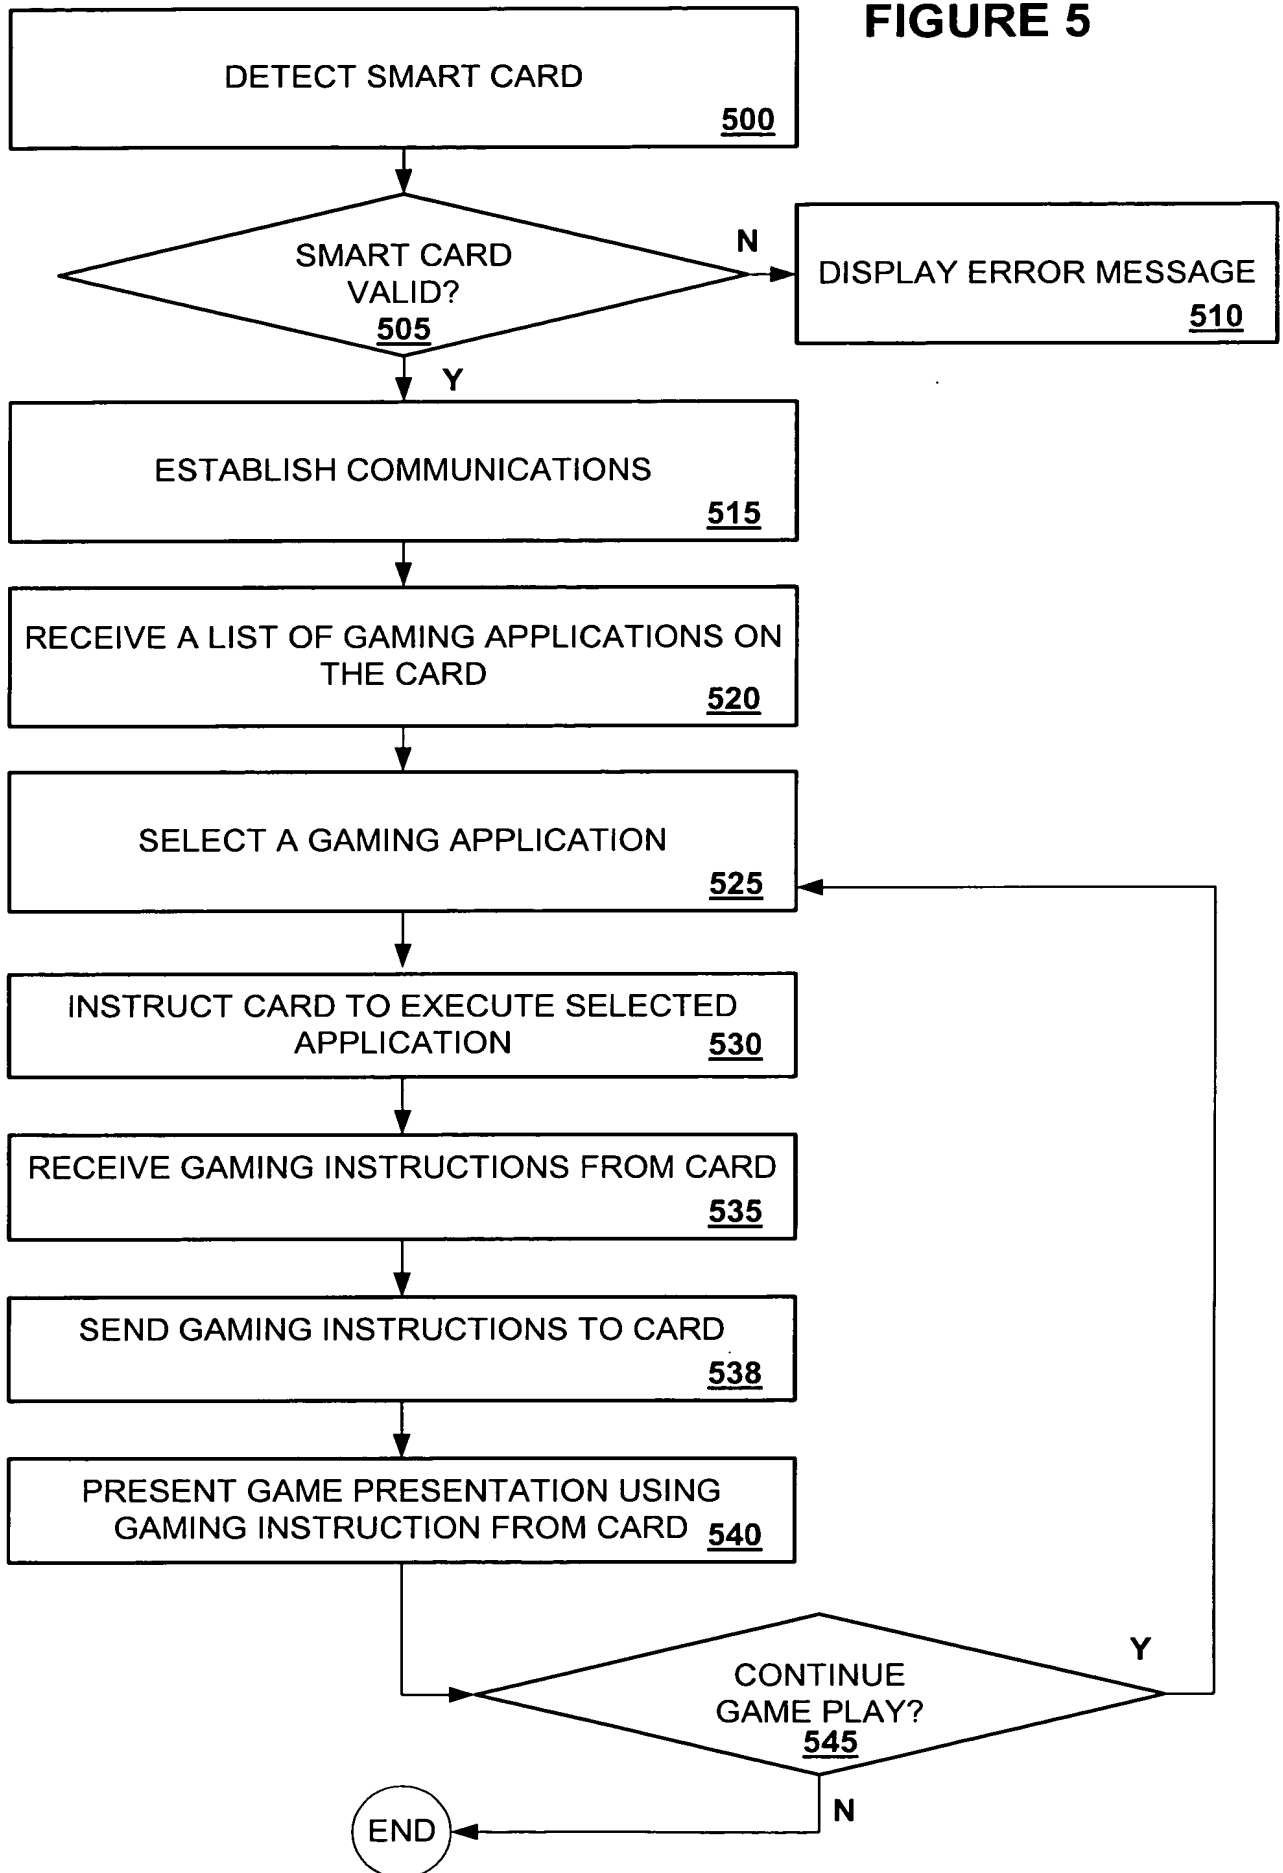 FIGURE 5
DETECT SMART CARD
500
SMART CARD
VALID?
505
N
DISPLAY ERROR MESSAGE
510
Y
ESTABLISH COMMUNICATIONS
515
RECEIVE A LIST OF GAMING APPLICATIONS ON
THE CARD
520
SELECT A GAMING APPLICATION
525
INSTRUCT CARD TO EXECUTE SELECTED
APPLICATION
530
RECEIVE GAMING INSTRUCTIONS FROM CARD
535
SEND GAMING INSTRUCTIONS TO CARD
538
PRESENT GAME PRESENTATION USING
GAMING INSTRUCTION FROM CARD
540
CONTINUE
GAME PLAY?
545
Y
N
END